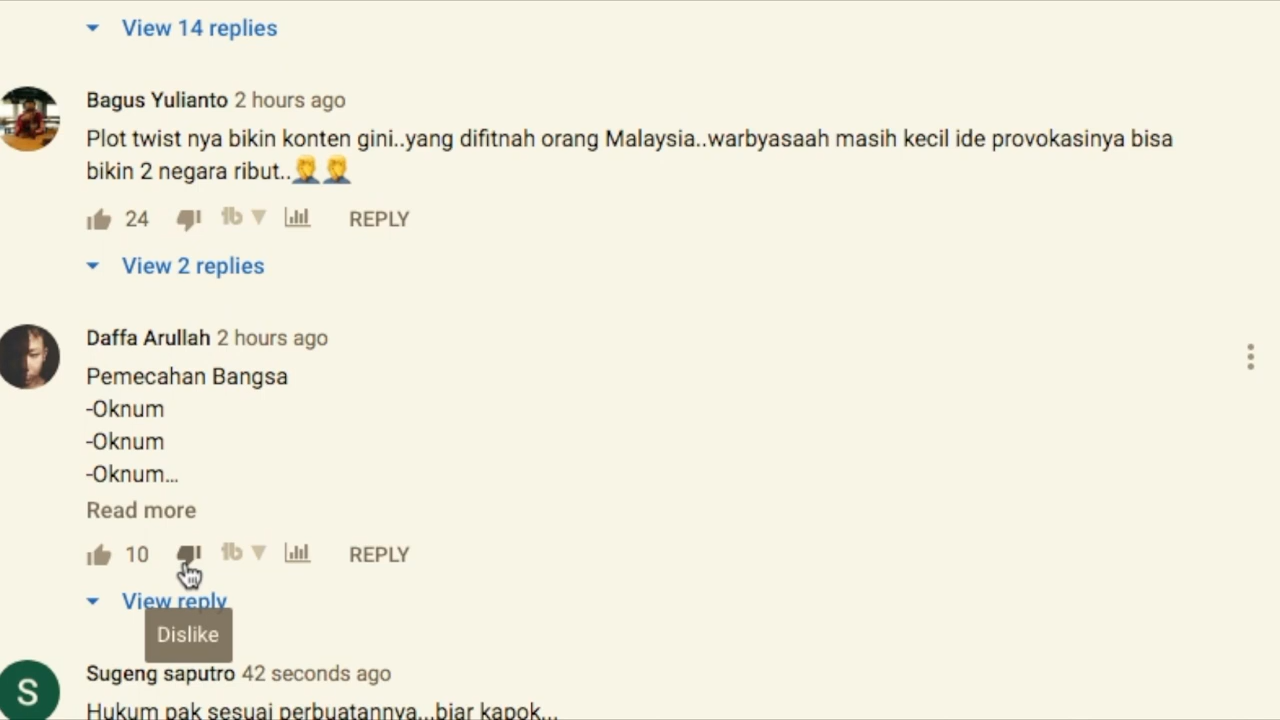 View 14 replies
Bagus Yulianto 2 hours ago
Plot twist nya bikin konten gini..yang difitnah orang Malaysia..warbyasaah masih kecil ide provokasinya bisa
bikin 2 negara ribut..🤦🤦
24 REPLY
View 2 replies
Daffa Arullah 2 hours ago
Pemecahan Bangsa
-Oknum
-Oknum
-Oknum...
Read more
10 REPLY
View reply
Dislike
S
Sugeng saputro 42 seconds ago
Hukum pak sesuai perbuatannya...biar kapok...